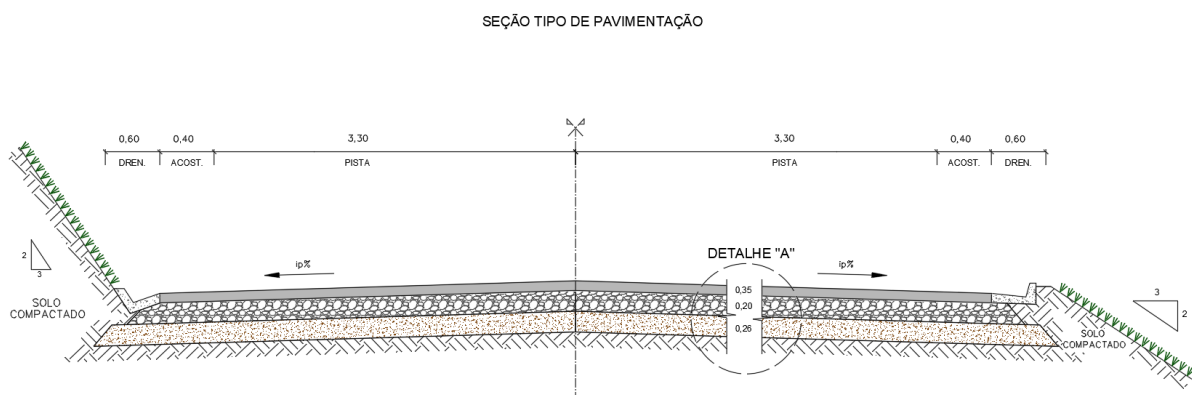 SEÇÃO TIPO DE PAVIMENTAÇÃO
0,60 0,40 3,30 3,30 0,40 0,60
DREN. ACOST. PISTA PISTA ACOST. DREN.
DETALHE "A"
ip% ip%
2
3
3
2
SOLO
COMPACTADO
0,35
0,20
0,26
SOLO
COMPACTADO